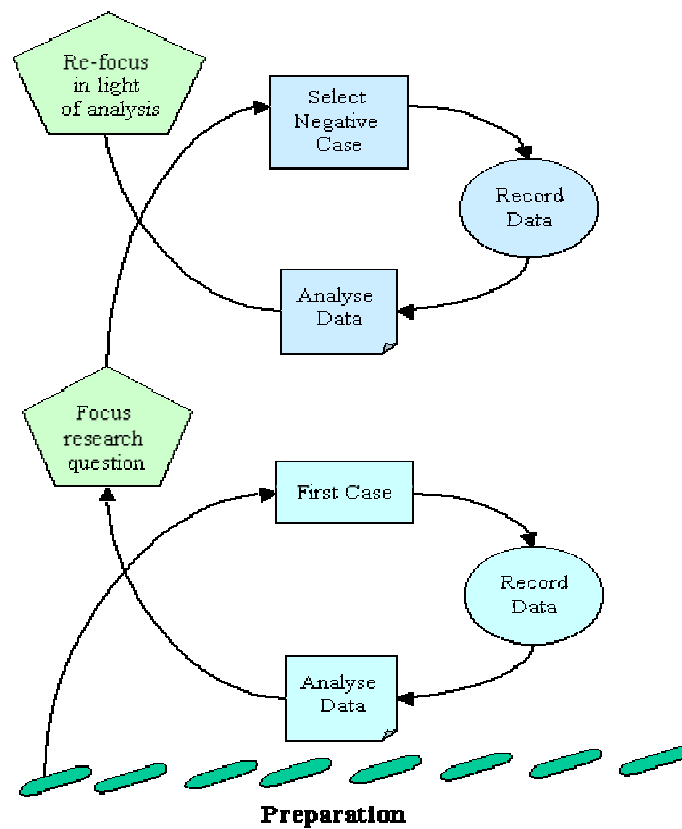 Re-focus
in light
of analysis
Select
Negative
Case
Record
Data
Analyse
Data
Focus
research
question
First Case
Record
Data
Analyse
Data
Preparation